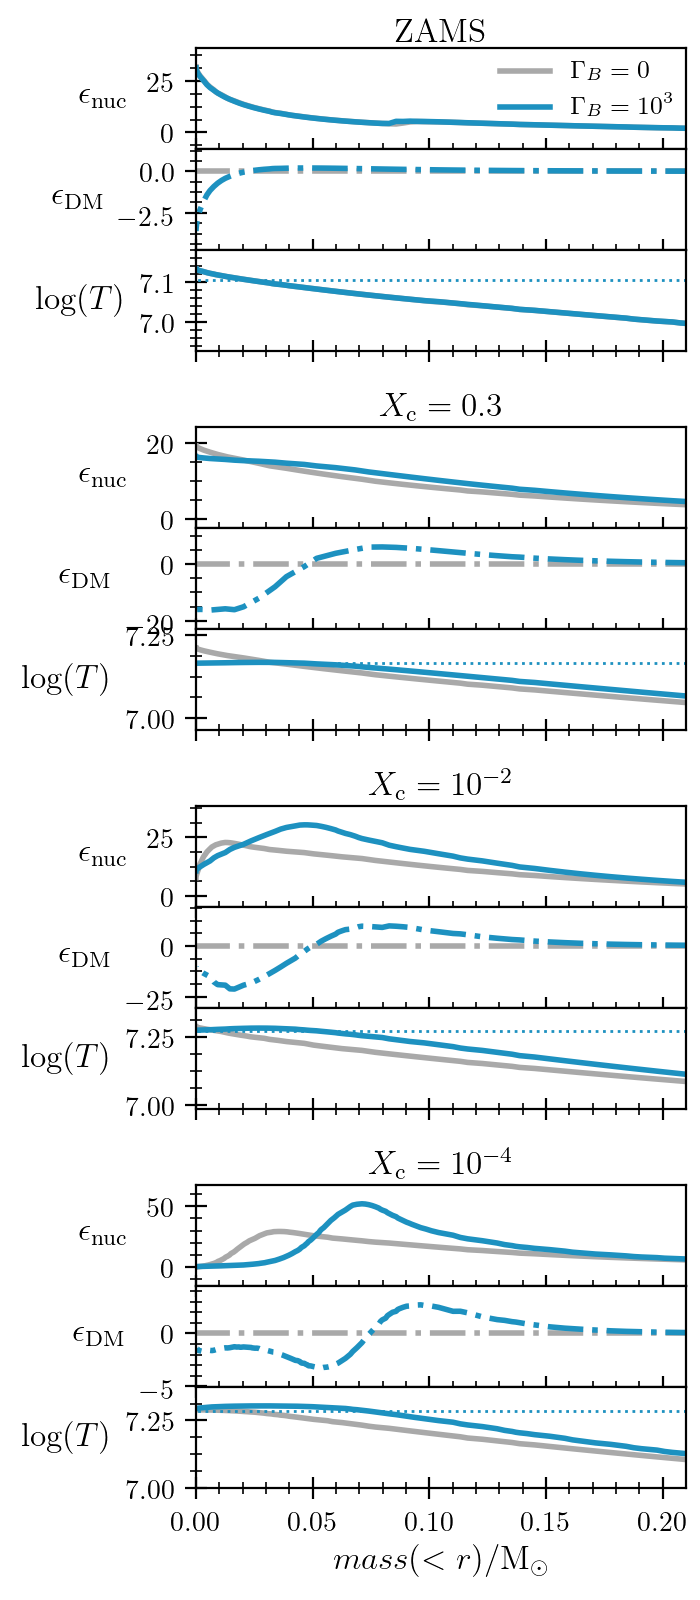 ZAMS
ϵ_nuc
25
0
Γ_B = 0
Γ_B = 10³
ϵ_DM
0.0
−2.5
log(T)
7.1
7.0
X_c = 0.3
ϵ_nuc
20
0
ϵ_DM
0
−20
log(T)
7.25
7.00
X_c = 10⁻²
ϵ_nuc
25
0
ϵ_DM
0
−25
log(T)
7.25
7.00
X_c = 10⁻⁴
ϵ_nuc
50
0
ϵ_DM
0
−5
log(T)
7.25
7.00
0.00 0.05 0.10 0.15 0.20
mass(< r)/M_⊙